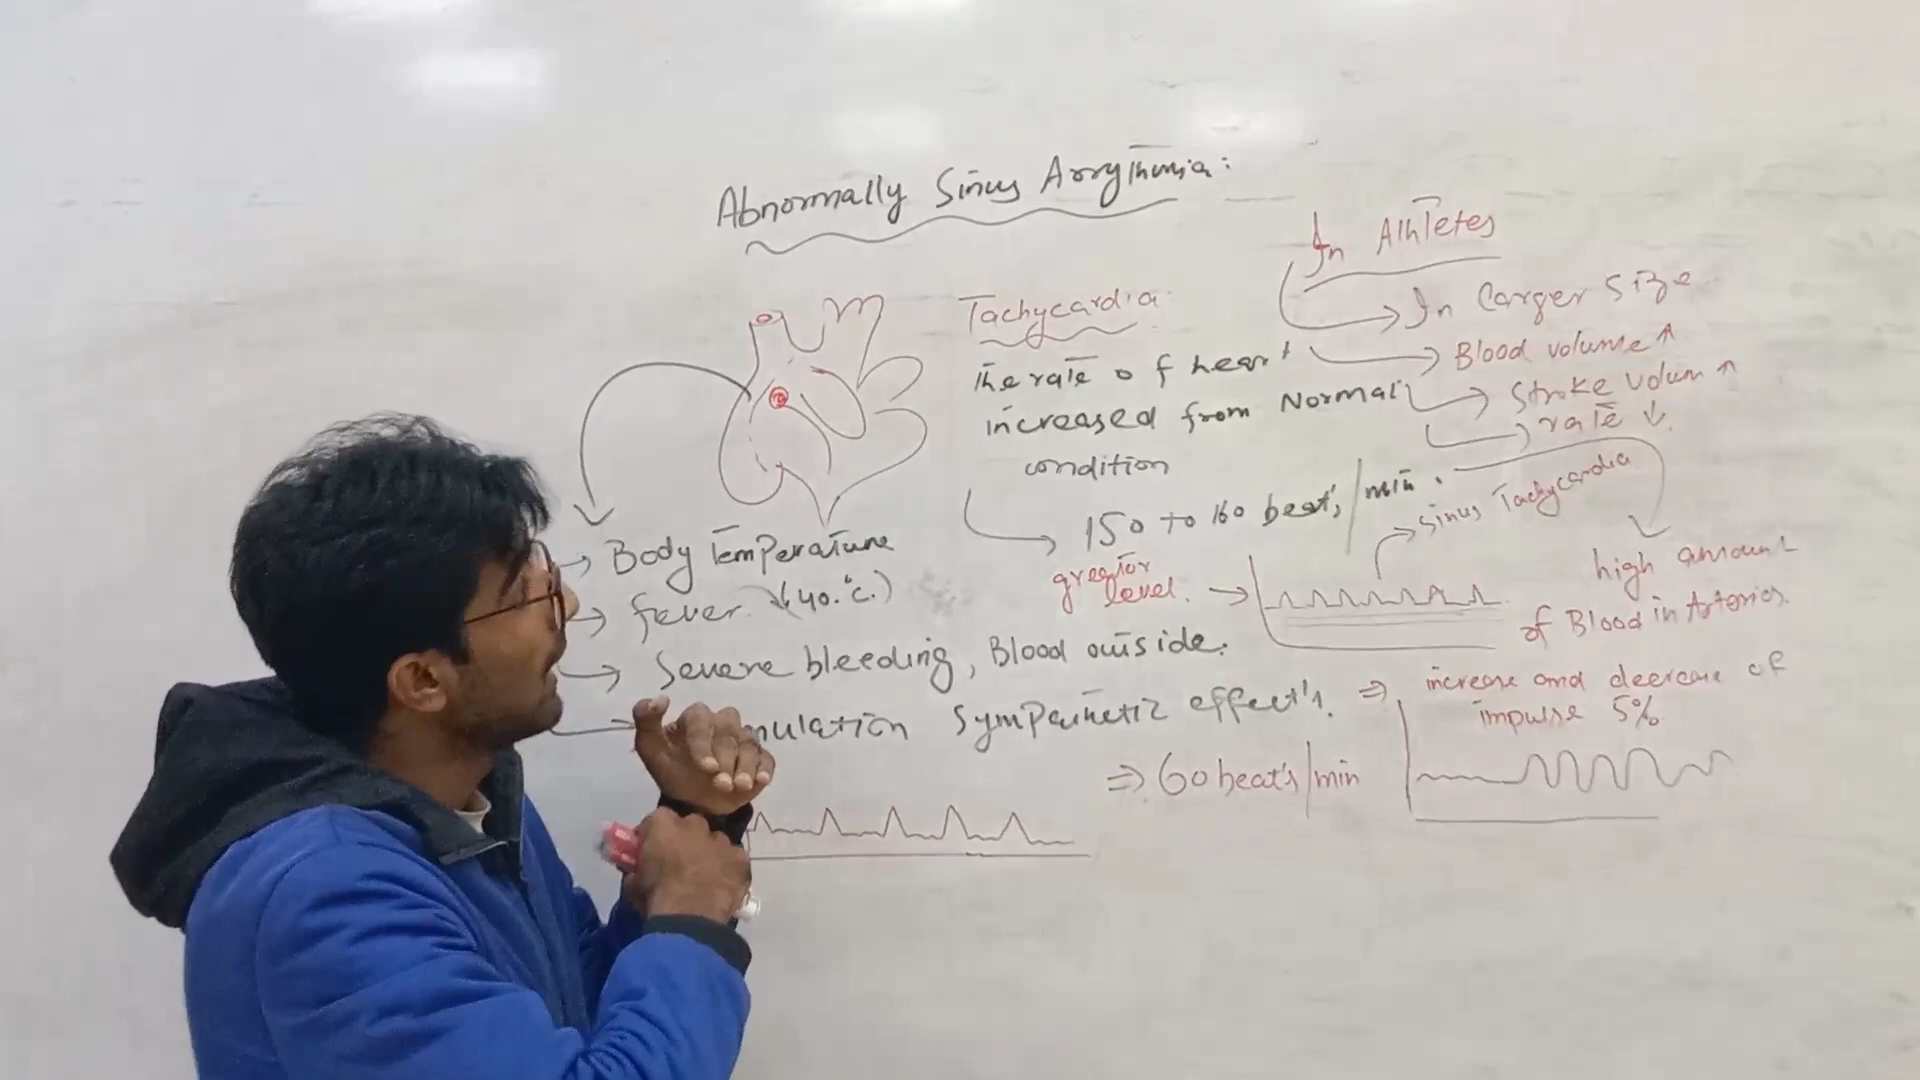 Abnormally Sinus Arrythmia:
Tachycardia
The rate of heart
increased from Normal
condition
150 to 160 beat's/min.
greator
level.
Sinus Tachycardia
In Athletes
In Larger Size
Blood volume ↑
Stroke Volum ↑
rate ↓.
high amount
of Blood in Arteries.
Body Temperature
fever. (40.°c.)
Severe bleeding, Blood outside.
mulation Sympathetic effect's.
⇒ 60 beat's/min
⇒ increase and decrease of
impulse 5%